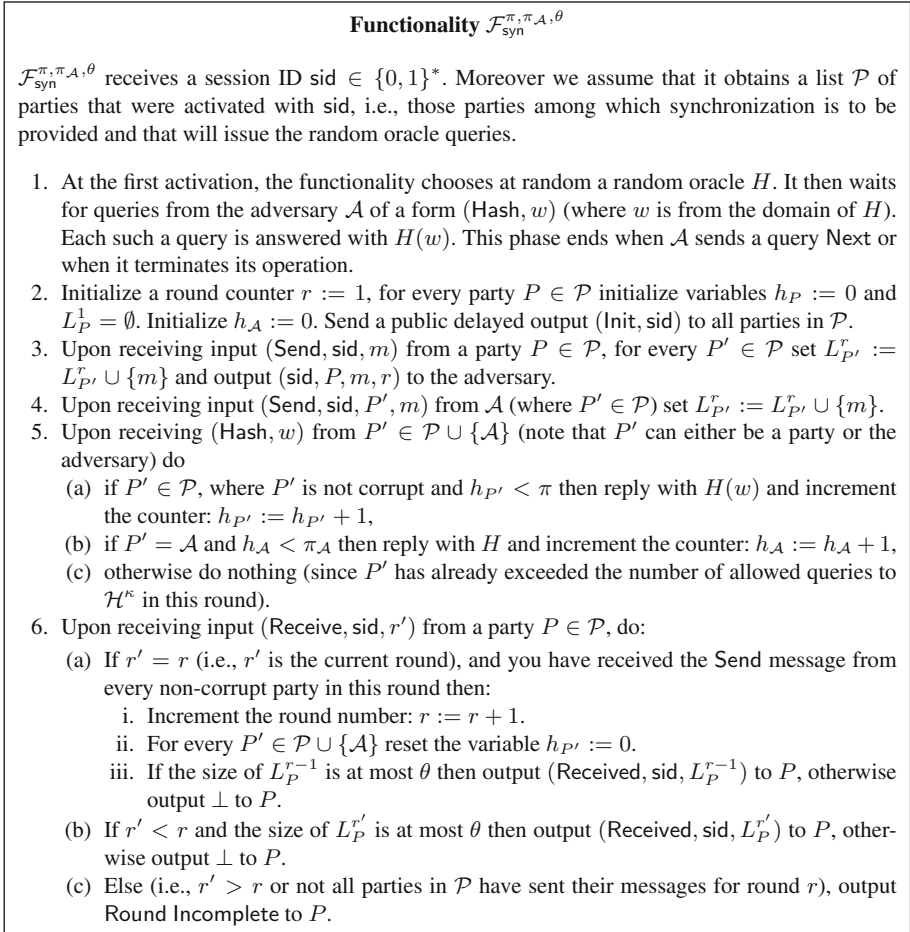 Functionality $\mathcal{F}_{\mathsf{syn}}^{\pi,\pi_{\mathcal{A}},\theta}$
$\mathcal{F}_{\mathsf{syn}}^{\pi,\pi_{\mathcal{A}},\theta}$ receives a session ID sid ∈ {0, 1}*. Moreover we assume that it obtains a list $\mathcal{P}$ of
parties that were activated with sid, i.e., those parties among which synchronization is to be
provided and that will issue the random oracle queries.
1. At the first activation, the functionality chooses at random a random oracle $H$. It then waits
for queries from the adversary $\mathcal{A}$ of a form (Hash, $w$) (where $w$ is from the domain of $H$).
Each such a query is answered with $H(w)$. This phase ends when $\mathcal{A}$ sends a query Next or
when it terminates its operation.
2. Initialize a round counter $r := 1$, for every party $P \in \mathcal{P}$ initialize variables $h_P := 0$ and
$L_P^1 = \emptyset$. Initialize $h_{\mathcal{A}} := 0$. Send a public delayed output (Init, sid) to all parties in $\mathcal{P}$.
3. Upon receiving input (Send, sid, $m$) from a party $P \in \mathcal{P}$, for every $P' \in \mathcal{P}$ set $L_{P'}^r :=$
$L_{P'}^r \cup \{m\}$ and output (sid, $P, m, r$) to the adversary.
4. Upon receiving input (Send, sid, $P', m$) from $\mathcal{A}$ (where $P' \in \mathcal{P}$) set $L_{P'}^r := L_{P'}^r \cup \{m\}$.
5. Upon receiving (Hash, $w$) from $P' \in \mathcal{P} \cup \{\mathcal{A}\}$ (note that $P'$ can either be a party or the
adversary) do
(a) if $P' \in \mathcal{P}$, where $P'$ is not corrupt and $h_{P'} < \pi$ then reply with $H(w)$ and increment
the counter: $h_{P'} := h_{P'} + 1$,
(b) if $P' = \mathcal{A}$ and $h_{\mathcal{A}} < \pi_{\mathcal{A}}$ then reply with $H$ and increment the counter: $h_{\mathcal{A}} := h_{\mathcal{A}} + 1$,
(c) otherwise do nothing (since $P'$ has already exceeded the number of allowed queries to
$\mathcal{H}^{\kappa}$ in this round).
6. Upon receiving input (Receive, sid, $r'$) from a party $P \in \mathcal{P}$, do:
(a) If $r' = r$ (i.e., $r'$ is the current round), and you have received the Send message from
every non-corrupt party in this round then:
i. Increment the round number: $r := r + 1$.
ii. For every $P' \in \mathcal{P} \cup \{\mathcal{A}\}$ reset the variable $h_{P'} := 0$.
iii. If the size of $L_P^{r-1}$ is at most $\theta$ then output (Received, sid, $L_P^{r-1}$) to $P$, otherwise
output $\bot$ to $P$.
(b) If $r' < r$ and the size of $L_P^{r'}$ is at most $\theta$ then output (Received, sid, $L_P^{r'}$) to $P$, other-
wise output $\bot$ to $P$.
(c) Else (i.e., $r' > r$ or not all parties in $\mathcal{P}$ have sent their messages for round $r$), output
Round Incomplete to $P$.